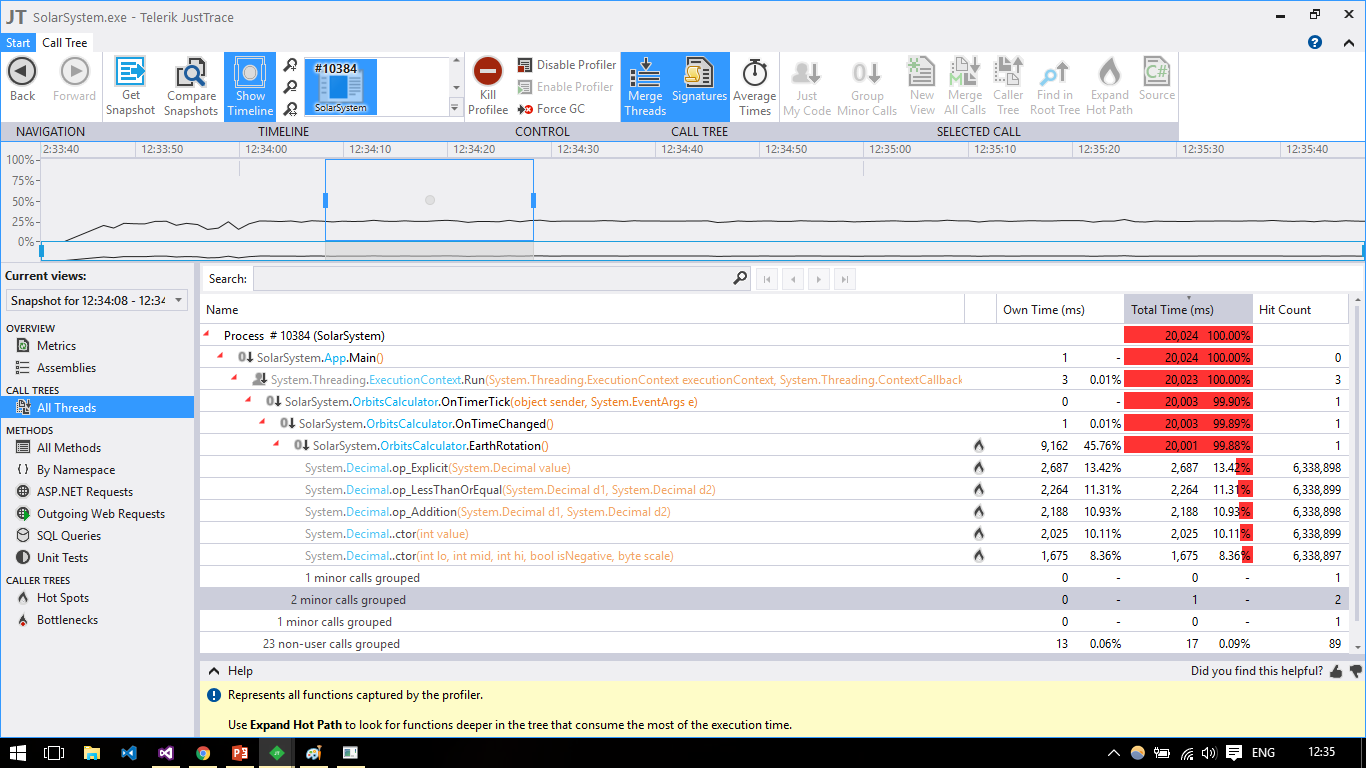 JT SolarSystem.exe - Telerik JustTrace
Start Call Tree
Back
Forward
Get Snapshot
Compare Snapshots
Show Timeline
#10384
SolarSystem
Kill Profiler
Disable Profiler
Enable Profiler
Force GC
Merge Threads
Signatures
Average Times
Just My Code
Group Minor Calls
New View
Merge All Calls
Caller Tree
Find in Root Tree
Expand Hot Path
C#
Source
NAVIGATION TIMELINE CONTROL CALL TREE SELECTED CALL
2:33:40 12:33:50 12:34:00 12:34:10 12:34:20 12:34:30 12:34:40 12:34:50 12:35:00 12:35:10 12:35:20 12:35:30 12:35:40
100%
75%
50%
25%
0%
Current views:
Snapshot for 12:34:08 - 12:34
OVERVIEW
Metrics
Assemblies
CALL TREES
All Threads
METHODS
All Methods
By Namespace
ASP.NET Requests
Outgoing Web Requests
SQL Queries
Unit Tests
CALLER TREES
Hot Spots
Bottlenecks
Search:
Name Own Time (ms) Total Time (ms) Hit Count
Process # 10384 (SolarSystem) 20,024 100.00%
SolarSystem.App.Main() 1 - 20,024 100.00% 0
System.Threading.ExecutionContext.Run(System.Threading.ExecutionContext executionContext, System.Threading.ContextCallback 3 0.01% 20,023 100.00% 3
SolarSystem.OrbitsCalculator.OnTimerTick(object sender, System.EventArgs e) 0 - 20,003 99.90% 1
SolarSystem.OrbitsCalculator.OnTimeChanged() 1 0.01% 20,003 99.89% 1
SolarSystem.OrbitsCalculator.EarthRotation() 9,162 45.76% 20,001 99.88% 1
System.Decimal.op_Explicit(System.Decimal value) 2,687 13.42% 2,687 13.42% 6,338,898
System.Decimal.op_LessThanOrEqual(System.Decimal d1, System.Decimal d2) 2,264 11.31% 2,264 11.31% 6,338,899
System.Decimal.op_Addition(System.Decimal d1, System.Decimal d2) 2,188 10.93% 2,188 10.93% 6,338,898
System.Decimal..ctor(int value) 2,025 10.11% 2,025 10.11% 6,338,899
System.Decimal..ctor(int lo, int mid, int hi, bool isNegative, byte scale) 1,675 8.36% 1,675 8.36% 6,338,897
1 minor calls grouped 0 - 0 - 1
2 minor calls grouped 0 - 1 - 2
1 minor calls grouped 0 - 0 - 1
23 non-user calls grouped 13 0.06% 17 0.09% 89
Help Did you find this helpful?
Represents all functions captured by the profiler.
Use Expand Hot Path to look for functions deeper in the tree that consume the most of the execution time.
ENG 12:35